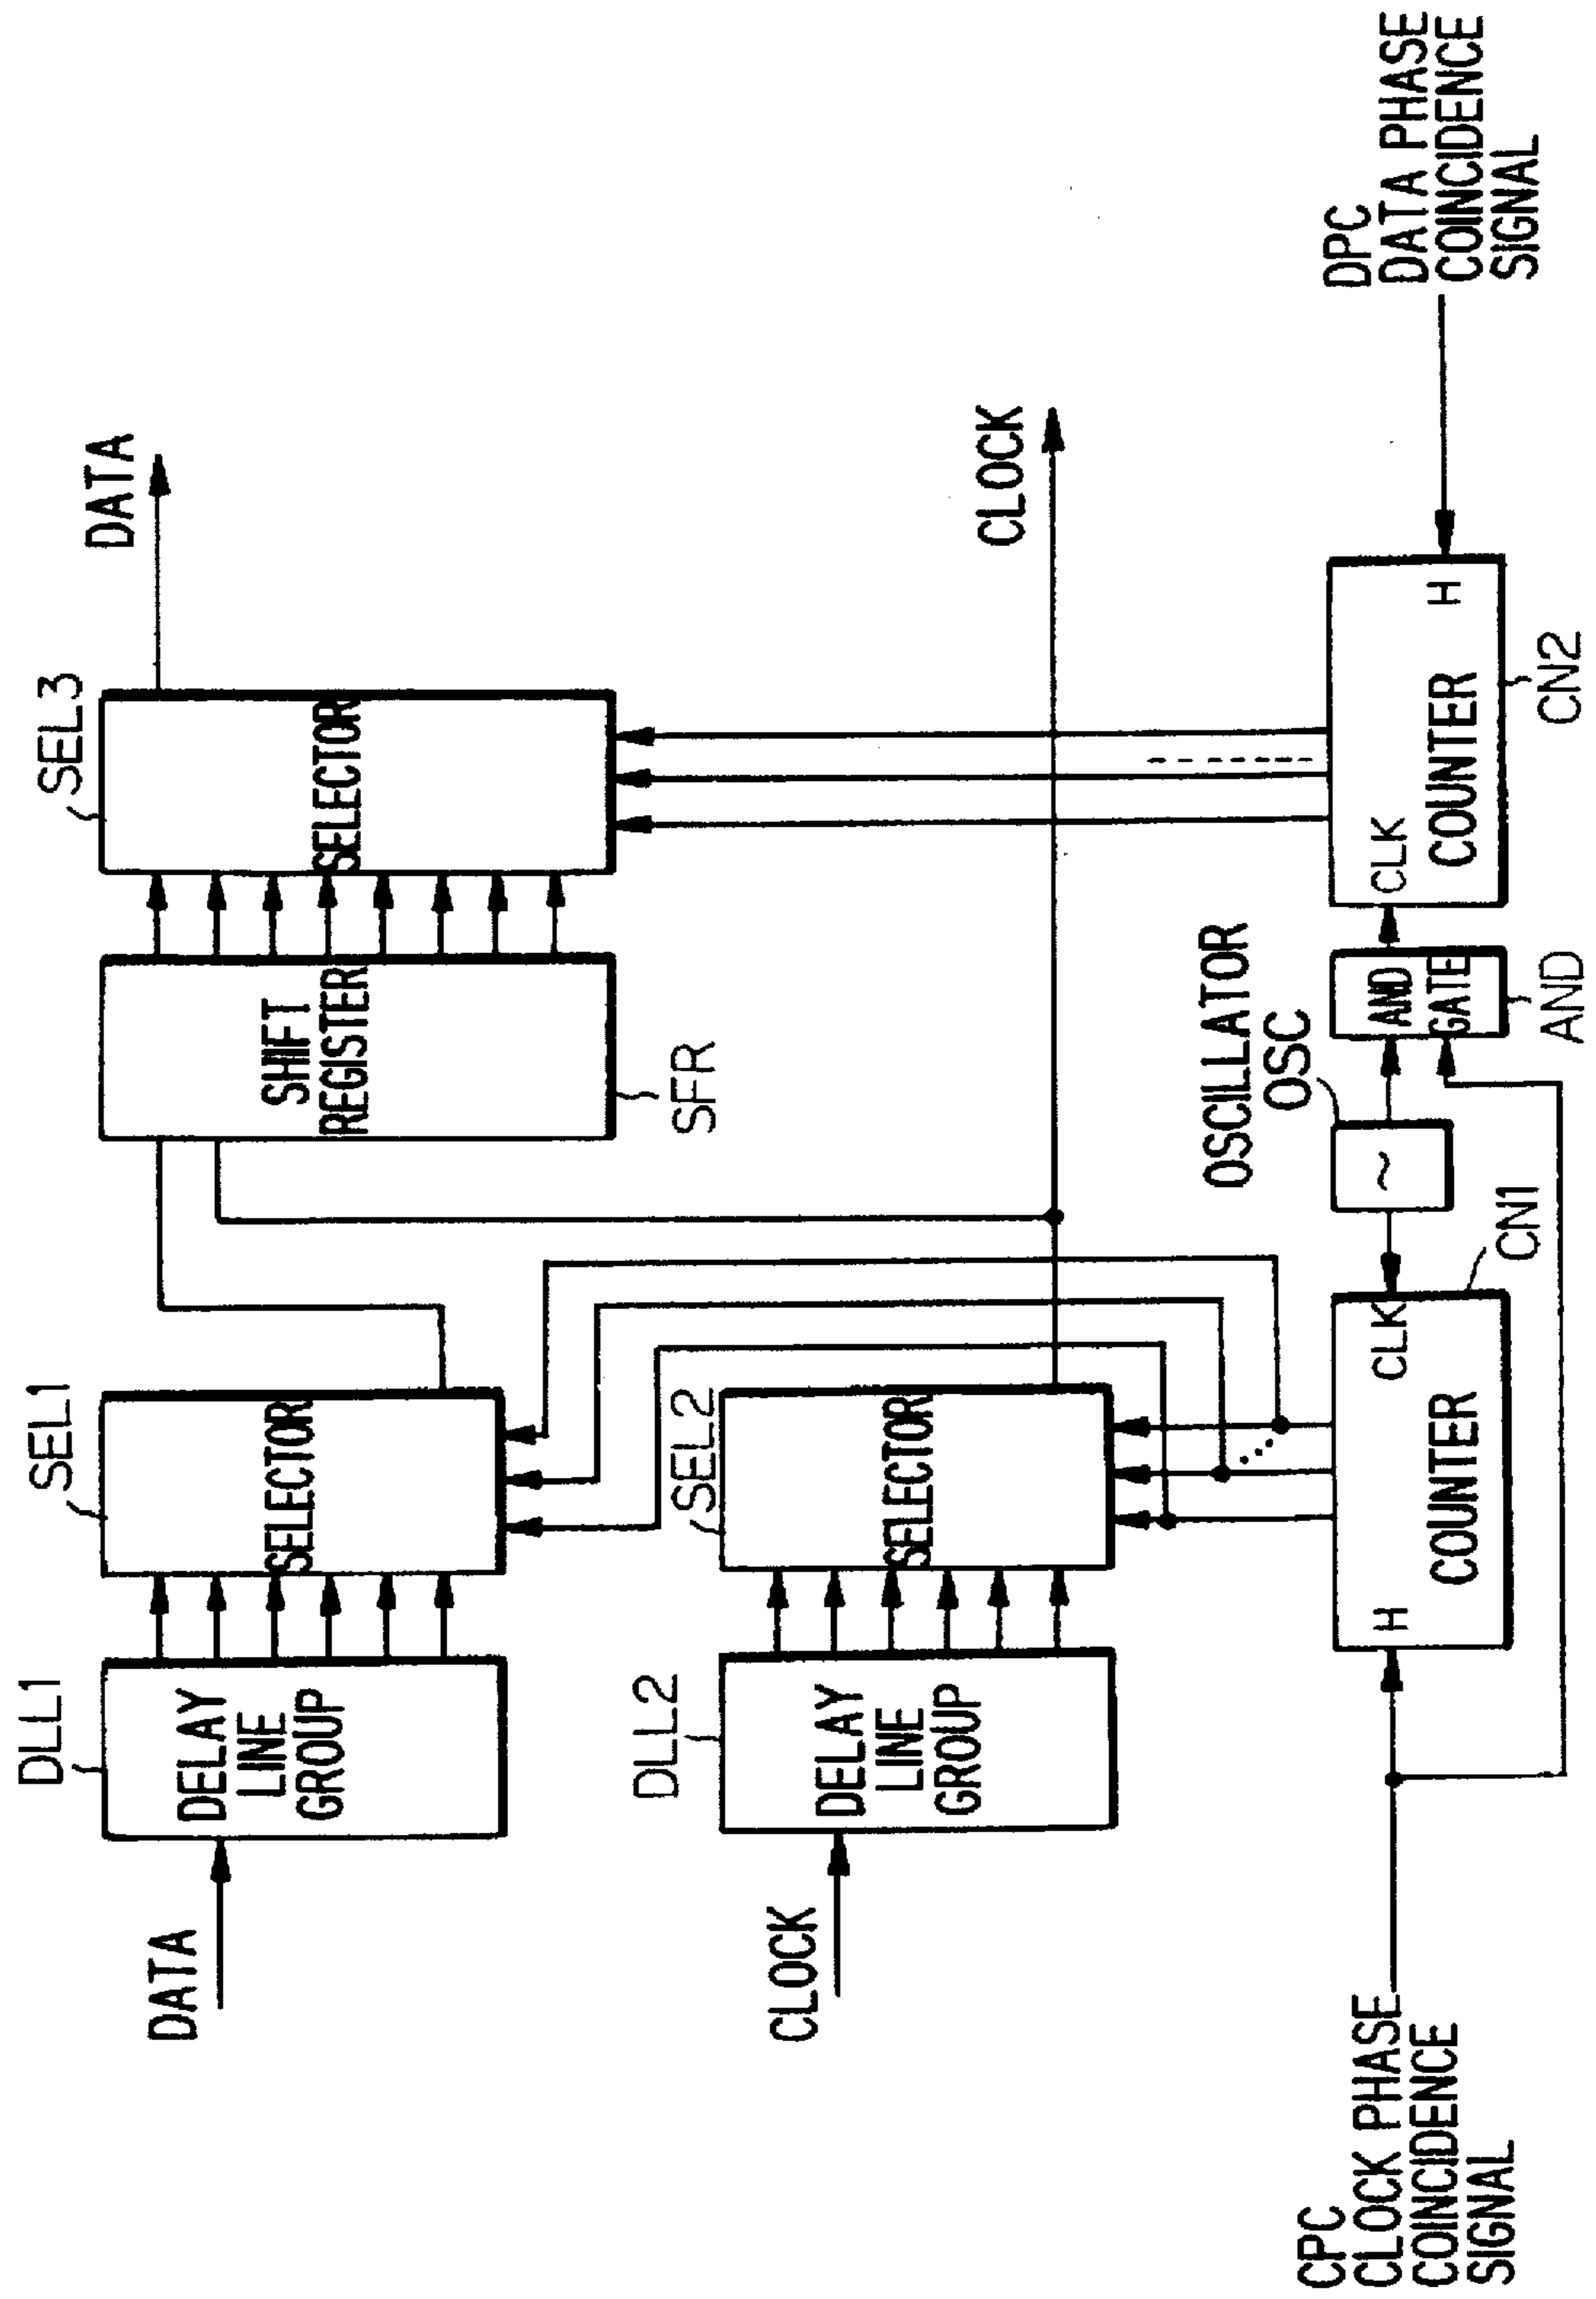 DLL1
DELAY
LINE
GROUP
DATA
SEL1
SELECTOR
SHIFT
REGISTER
SFR
SEL3
SELECTOR
DATA
DLL2
DELAY
LINE
GROUP
CLOCK
SEL2
SELECTOR
CLOCK
CPC
CLOCK PHASE
COINCIDENCE
SIGNAL
H
CLK
COUNTER
CN1
OSCILLATOR
OSC
~
AND
GATE
AND
CLK
H
COUNTER
CN2
DPC
DATA PHASE
COINCIDENCE
SIGNAL